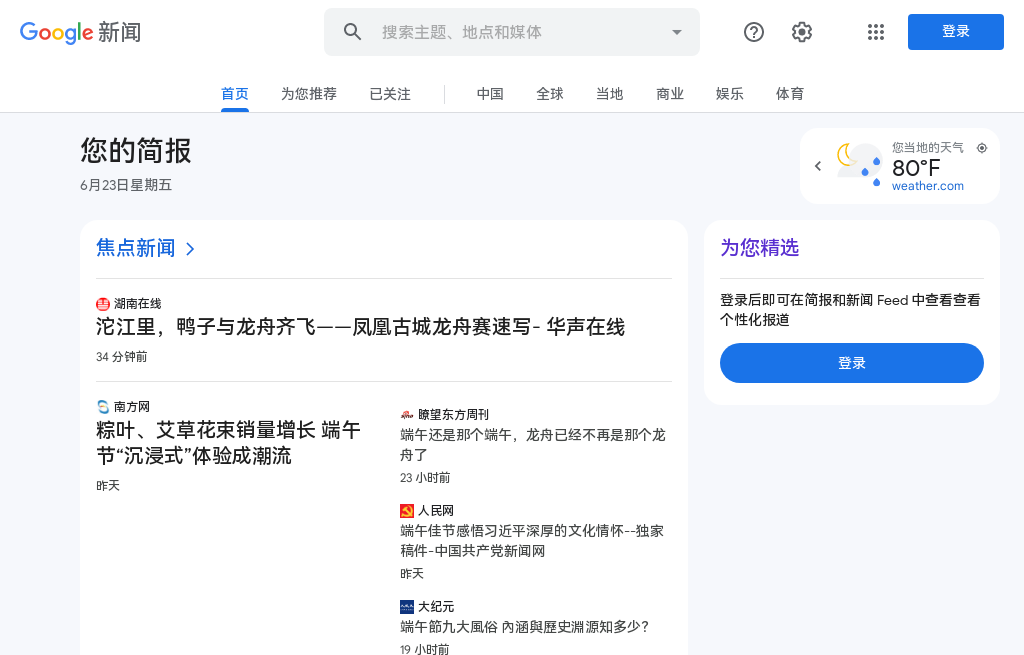 Google 新闻
搜索主题、地点和媒体
登录
首页
为您推荐
已关注
中国
全球
当地
商业
娱乐
体育
您的简报
6月23日星期五
您当地的天气
80°F
weather.com
焦点新闻
湖南在线
沱江里，鸭子与龙舟齐飞——凤凰古城龙舟赛速写- 华声在线
34 分钟前
南方网
粽叶、艾草花束销量增长 端午
节“沉浸式”体验成潮流
昨天
瞭望东方周刊
端午还是那个端午，龙舟已经不再是那个龙
舟了
23 小时前
人民网
端午佳节感悟习近平深厚的文化情怀--独家
稿件-中国共产党新闻网
昨天
大纪元
端午節九大風俗 內涵與歷史淵源知多少？
19 小时前
为您精选
登录后即可在简报和新闻 Feed 中查看查看
个性化报道
登录